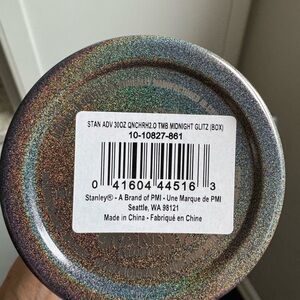 STAN ADV 30OZ QNCHRH2.O TMB MIDNIGHT GLITZ (BOX)
10-10827-861
0 41604 44516 3
Stanley® - A Brand of PMI - Une Marque de PMI
Seattle, WA 98121
Made in China - Fabriqué en Chine